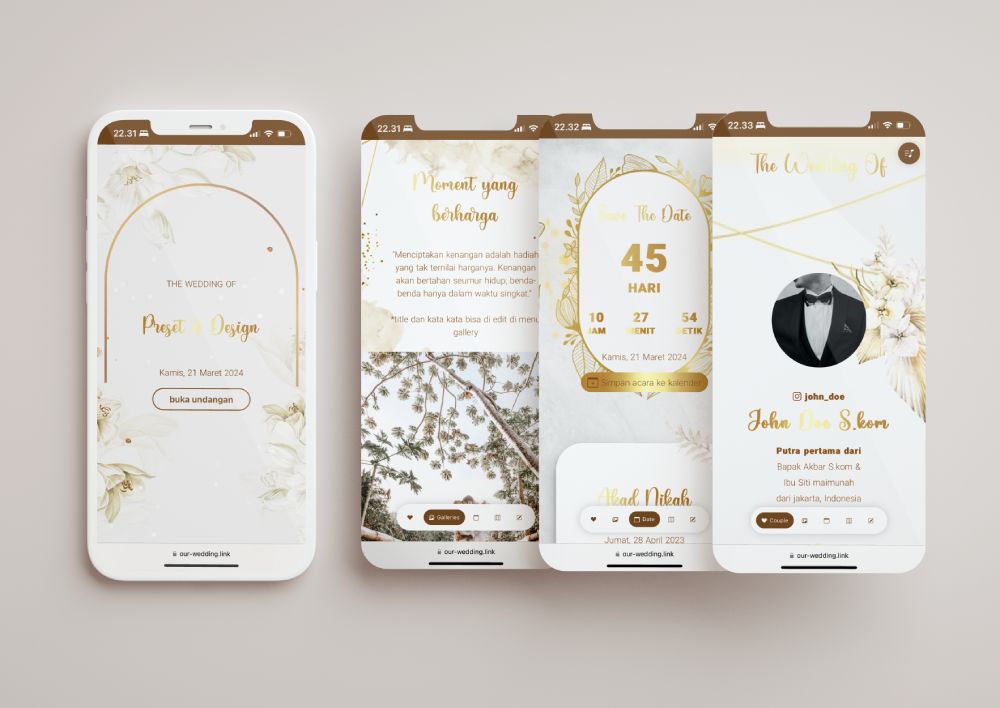 22.31
THE WEDDING OF
Preset & Design
Kamis, 21 Maret 2024
buka undangan
our-wedding.link
22.31
Moment yang
berharga
"Menciptakan kenangan adalah hadiah
yang tak ternilai harganya. Kenangan
akan bertahan seumur hidup; benda-
benda hanya dalam waktu singkat."
*title dan kata kata bisa di edit di menu
gallery
Galleries
our-wedding.link
22.32
Save The Date
45
HARI
10 27 54
JAM MENIT DETIK
Kamis, 21 Maret 2024
Simpan acara ke kalender
Akad Nikah
Date
Jumat, 28 April 2023
our-wedding.link
22.33
The Wedding Of
john_doe
John Doe S.kom
Putra pertama dari
Bapak Akbar S.kom &
Ibu Siti maimunah
dari jakarta, Indonesia
Couple
our-wedding.link